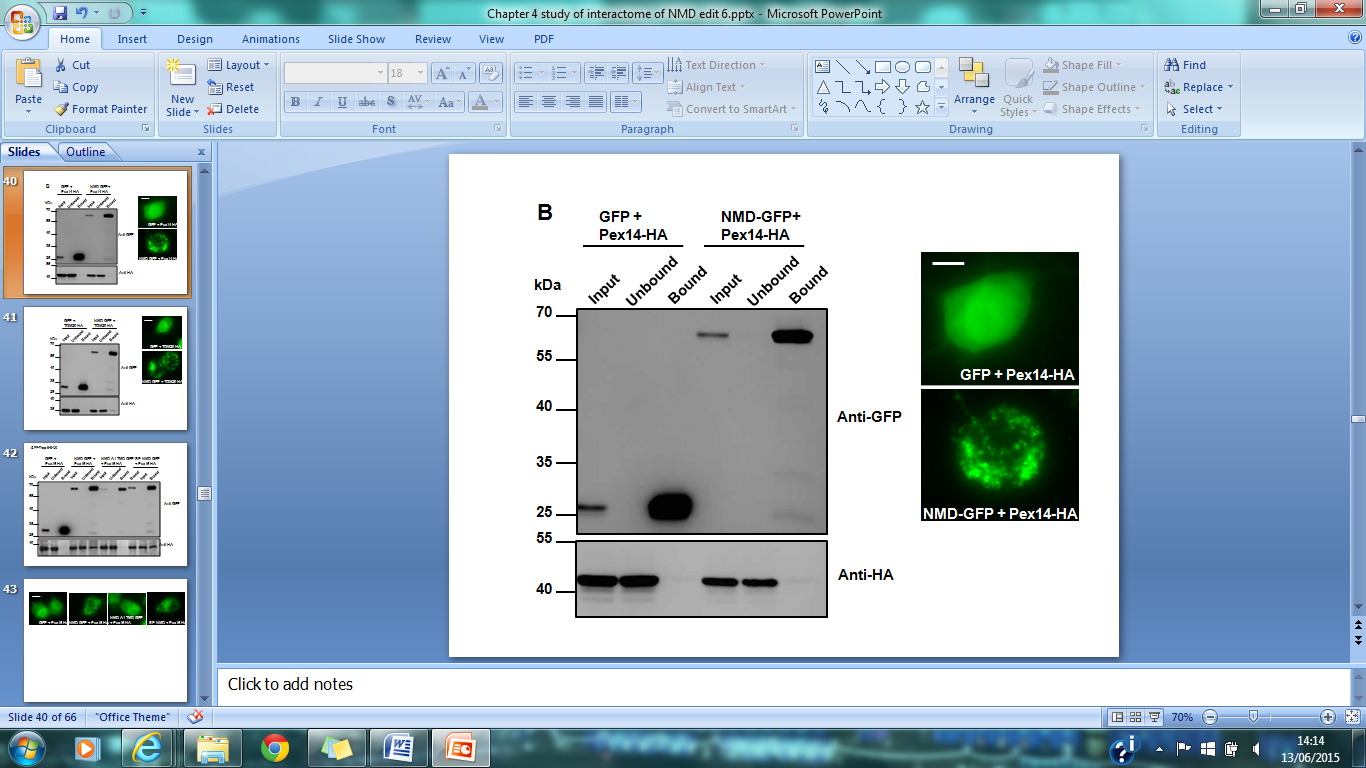 Chapter 4 study of interactome of NMD edit 6.pptx - Microsoft PowerPoint
Home Insert Design Animations Slide Show Review View PDF
Paste
Cut
Copy
Format Painter
Clipboard
New Slide
Layout
Reset
Delete
Slides
18
B I U abc S AV Aa A
Font
Text Direction
Align Text
Convert to SmartArt
Paragraph
Arrange
Quick Styles
Shape Fill
Shape Outline
Shape Effects
Drawing
Find
Replace
Select
Editing
Slides Outline x
40
41
42
43
B
GFP +
Pex14-HA
NMD-GFP+
Pex14-HA
kDa
Input Unbound Bound Input Unbound Bound
70
55
40
35
25
Anti-GFP
55
40
Anti-HA
GFP + Pex14-HA
NMD-GFP + Pex14-HA
Click to add notes
Slide 40 of 66 "Office Theme" 70%
14:14
13/06/2015